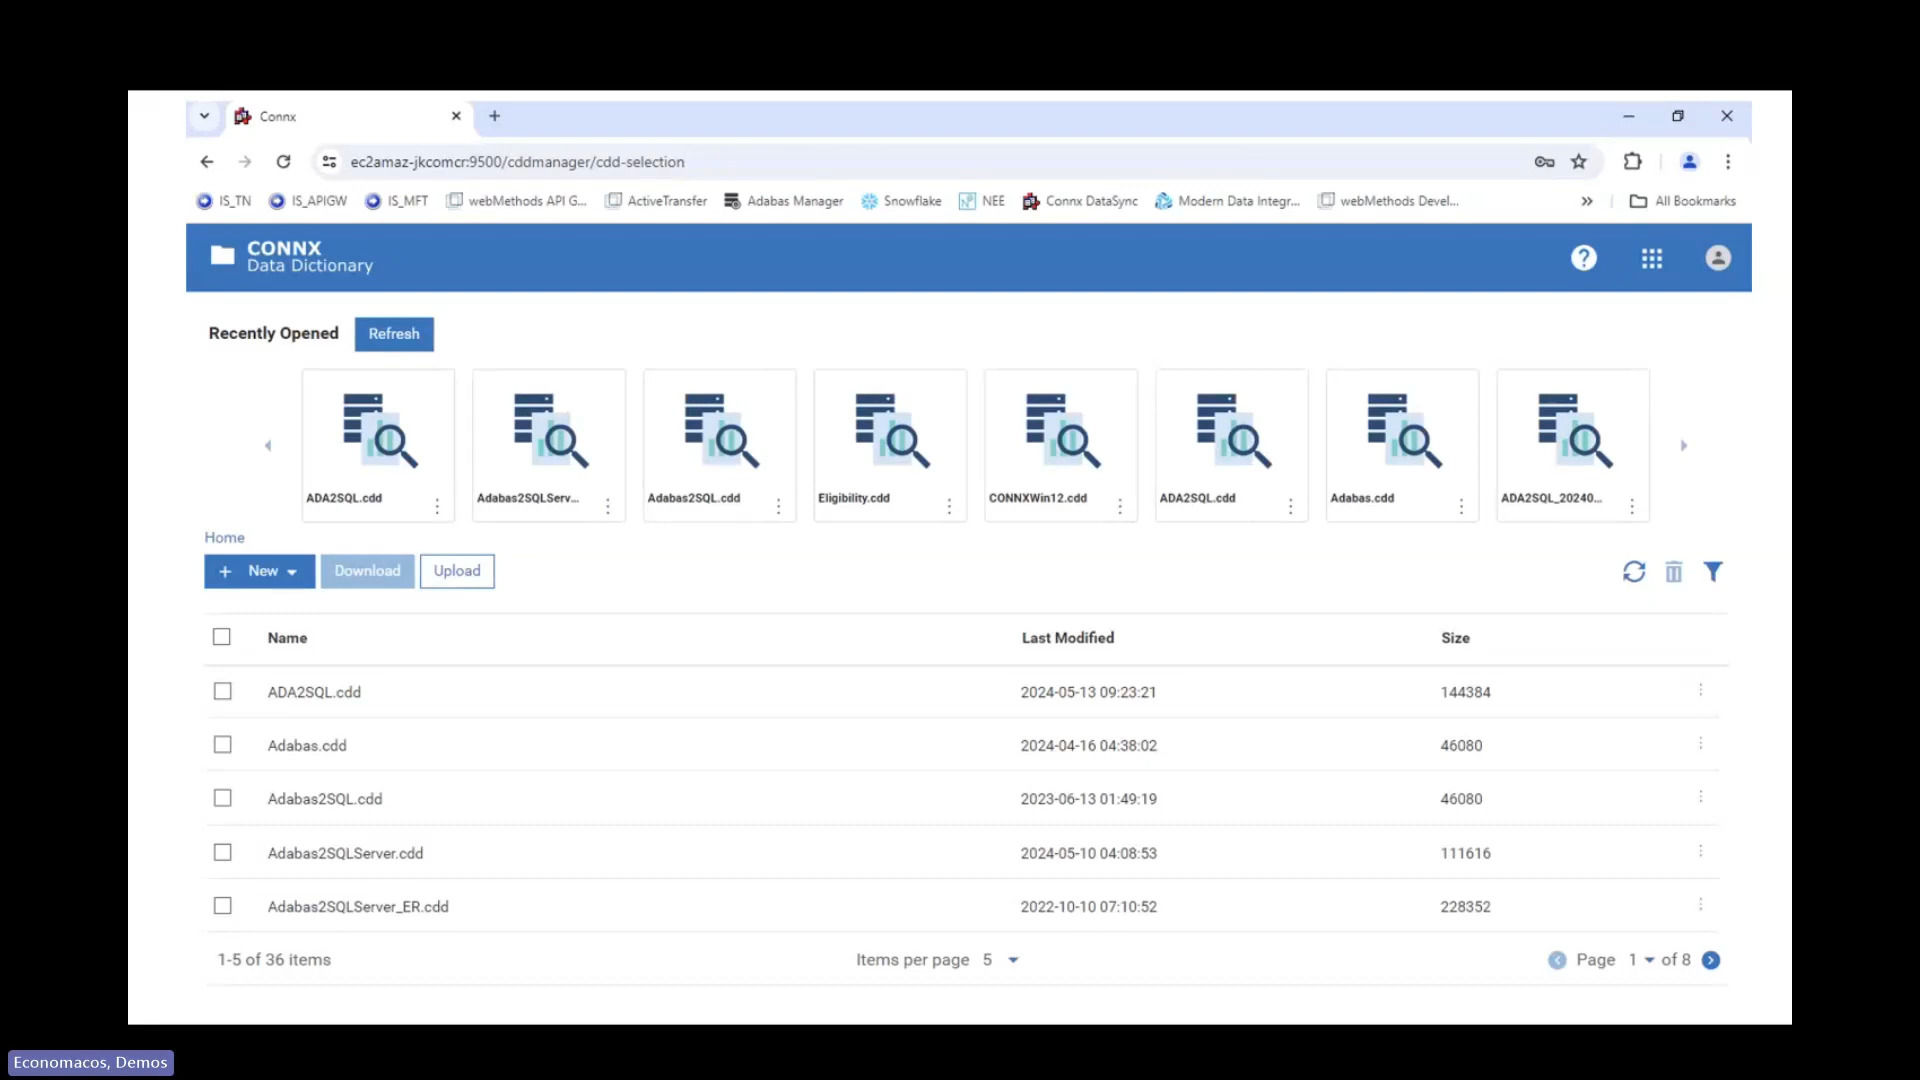 Connx
ec2amaz-jkcomcr:9500/cddmanager/cdd-selection
IS_TN IS_APIGW IS_MFT webMethods API G... ActiveTransfer Adabas Manager Snowflake NEE Connx DataSync Modern Data Integr... webMethods Devel... » All Bookmarks
CONNX
Data Dictionary
Recently Opened Refresh
ADA2SQL.cdd Adabas2SQLServ... Adabas2SQL.cdd Eligibility.cdd CONNXWin12.cdd ADA2SQL.cdd Adabas.cdd ADA2SQL_20240...
Home
+ New Download Upload
Name Last Modified Size
ADA2SQL.cdd 2024-05-13 09:23:21 144384
Adabas.cdd 2024-04-16 04:38:02 46080
Adabas2SQL.cdd 2023-06-13 01:49:19 46080
Adabas2SQLServer.cdd 2024-05-10 04:08:53 111616
Adabas2SQLServer_ER.cdd 2022-10-10 07:10:52 228352
1-5 of 36 items Items per page 5 Page 1 of 8
Economacos, Demos